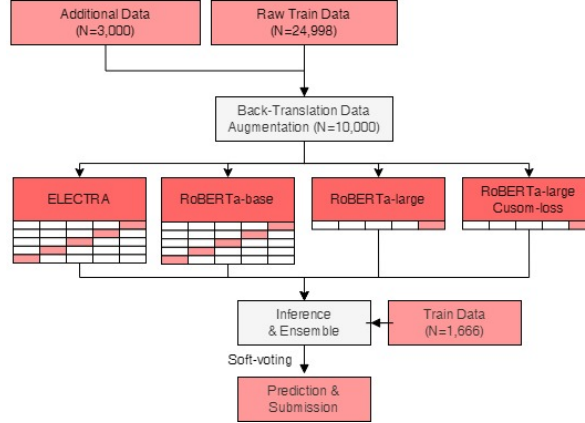 Additional Data
(N=3,000)
Raw Train Data
(N=24,998)
Back-Translation Data
Augmentation (N=10,000)
ELECTRA
RoBERTa-base
RoBERTa-large
RoBERTa-large
Cusom-loss
Inference
& Ensemble
Train Data
(N=1,666)
Soft-voting
Prediction &
Submission